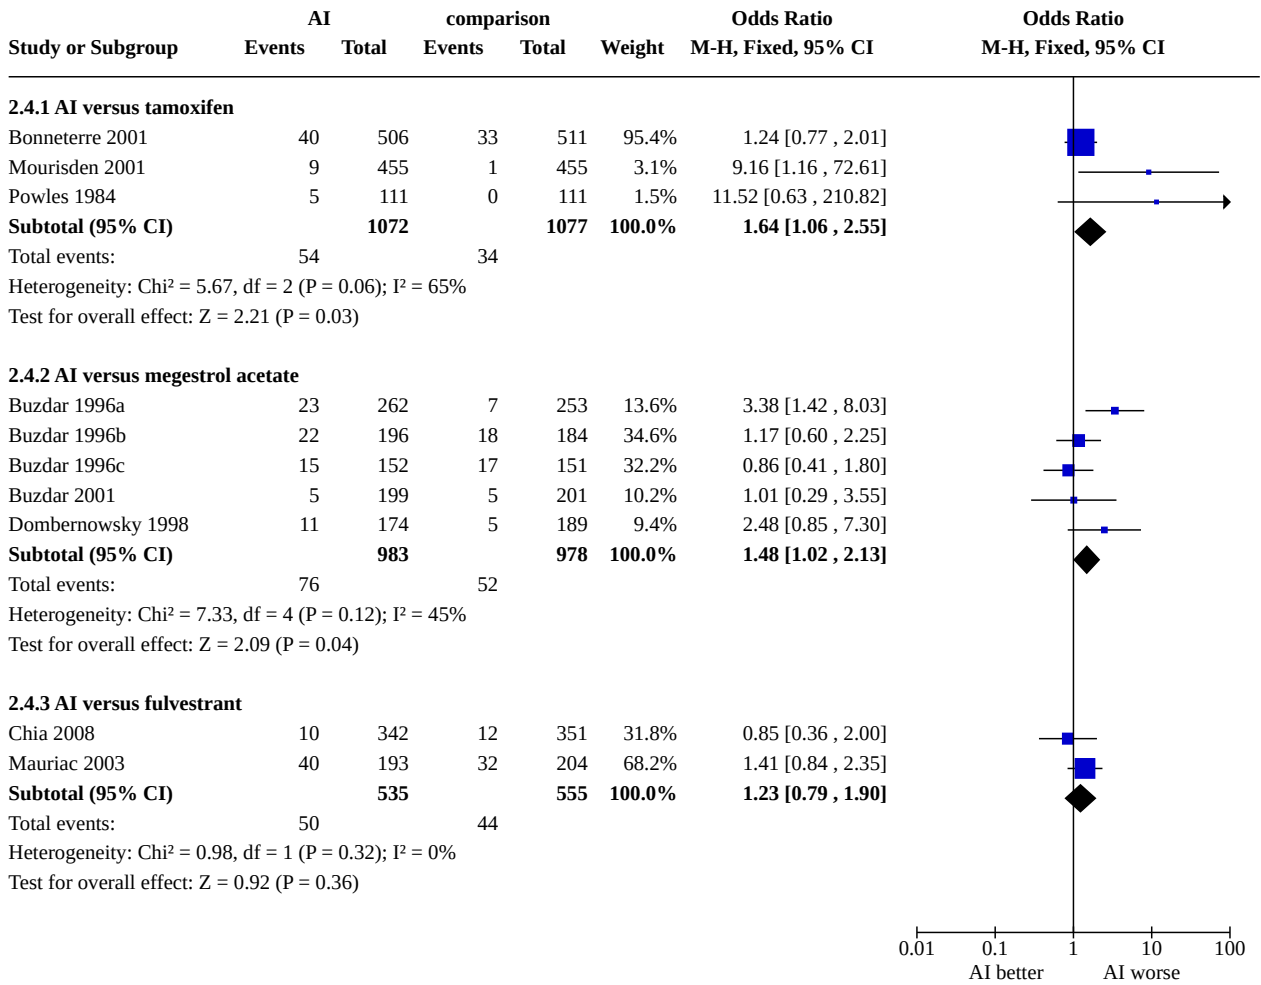 AI comparison Odds Ratio Odds Ratio
Study or Subgroup Events Total Events Total Weight M-H, Fixed, 95% CI M-H, Fixed, 95% CI
2.4.1 AI versus tamoxifen
Bonneterre 2001 40 506 33 511 95.4% 1.24 [0.77 , 2.01]
Mourisden 2001 9 455 1 455 3.1% 9.16 [1.16 , 72.61]
Powles 1984 5 111 0 111 1.5% 11.52 [0.63 , 210.82]
Subtotal (95% CI) 1072 1077 100.0% 1.64 [1.06 , 2.55]
Total events: 54 34
Heterogeneity: Chi² = 5.67, df = 2 (P = 0.06); I² = 65%
Test for overall effect: Z = 2.21 (P = 0.03)
2.4.2 AI versus megestrol acetate
Buzdar 1996a 23 262 7 253 13.6% 3.38 [1.42 , 8.03]
Buzdar 1996b 22 196 18 184 34.6% 1.17 [0.60 , 2.25]
Buzdar 1996c 15 152 17 151 32.2% 0.86 [0.41 , 1.80]
Buzdar 2001 5 199 5 201 10.2% 1.01 [0.29 , 3.55]
Dombernowsky 1998 11 174 5 189 9.4% 2.48 [0.85 , 7.30]
Subtotal (95% CI) 983 978 100.0% 1.48 [1.02 , 2.13]
Total events: 76 52
Heterogeneity: Chi² = 7.33, df = 4 (P = 0.12); I² = 45%
Test for overall effect: Z = 2.09 (P = 0.04)
2.4.3 AI versus fulvestrant
Chia 2008 10 342 12 351 31.8% 0.85 [0.36 , 2.00]
Mauriac 2003 40 193 32 204 68.2% 1.41 [0.84 , 2.35]
Subtotal (95% CI) 535 555 100.0% 1.23 [0.79 , 1.90]
Total events: 50 44
Heterogeneity: Chi² = 0.98, df = 1 (P = 0.32); I² = 0%
Test for overall effect: Z = 0.92 (P = 0.36)
0.01 0.1 1 10 100
AI better AI worse